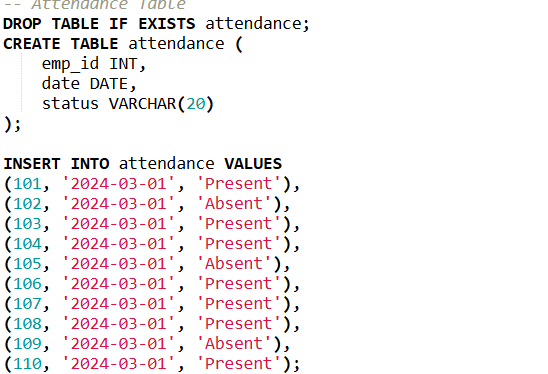 -- Attendance Table
DROP TABLE IF EXISTS attendance;
CREATE TABLE attendance (
    emp_id INT,
    date DATE,
    status VARCHAR(20)
);

INSERT INTO attendance VALUES
(101, '2024-03-01', 'Present'),
(102, '2024-03-01', 'Absent'),
(103, '2024-03-01', 'Present'),
(104, '2024-03-01', 'Present'),
(105, '2024-03-01', 'Absent'),
(106, '2024-03-01', 'Present'),
(107, '2024-03-01', 'Present'),
(108, '2024-03-01', 'Present'),
(109, '2024-03-01', 'Absent'),
(110, '2024-03-01', 'Present');